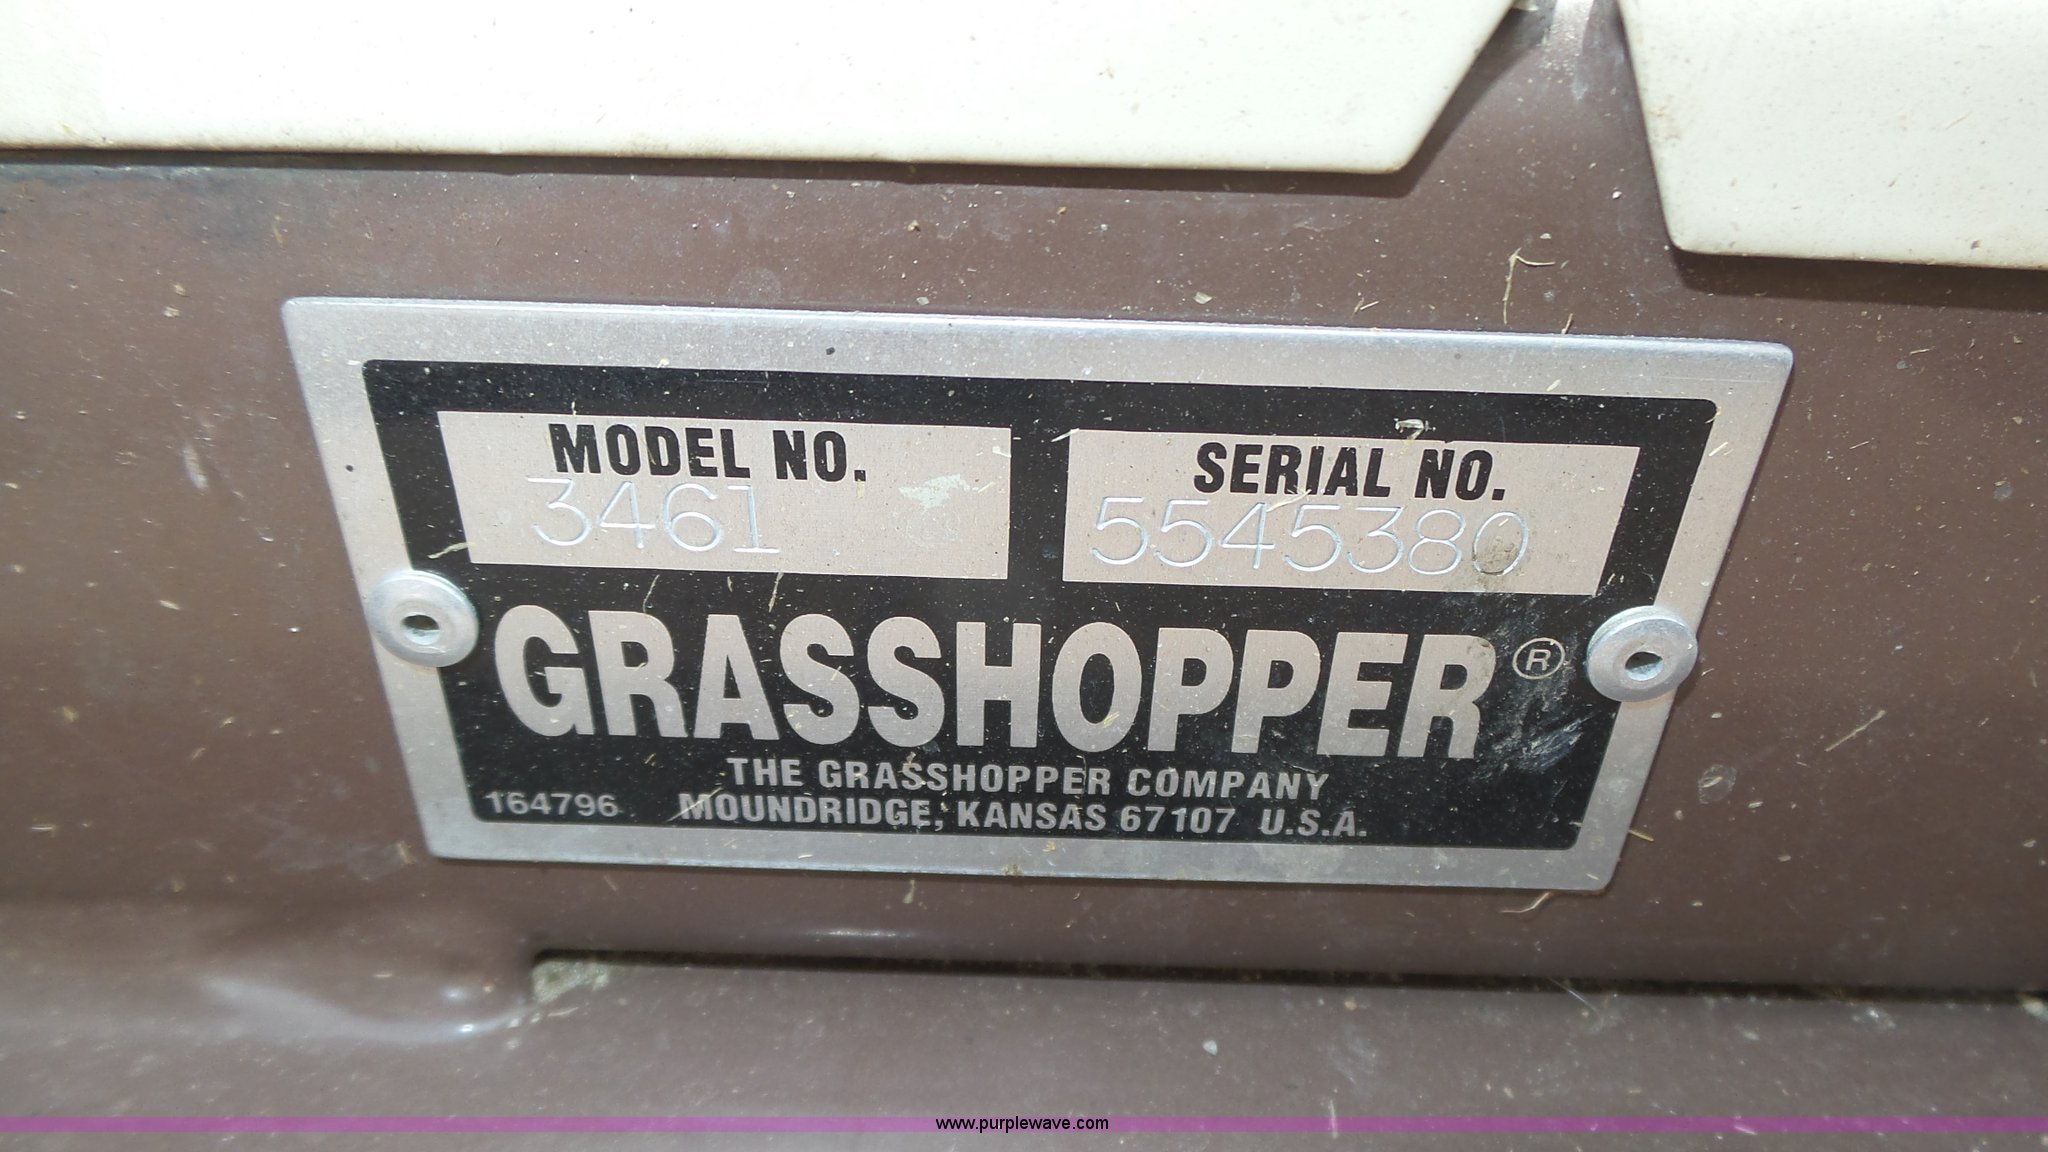 MODEL NO.
3461
SERIAL NO.
5545380
GRASSHOPPER®
THE GRASSHOPPER COMPANY
164796 MOUNDRIDGE, KANSAS 67107 U.S.A.
www.purplewave.com